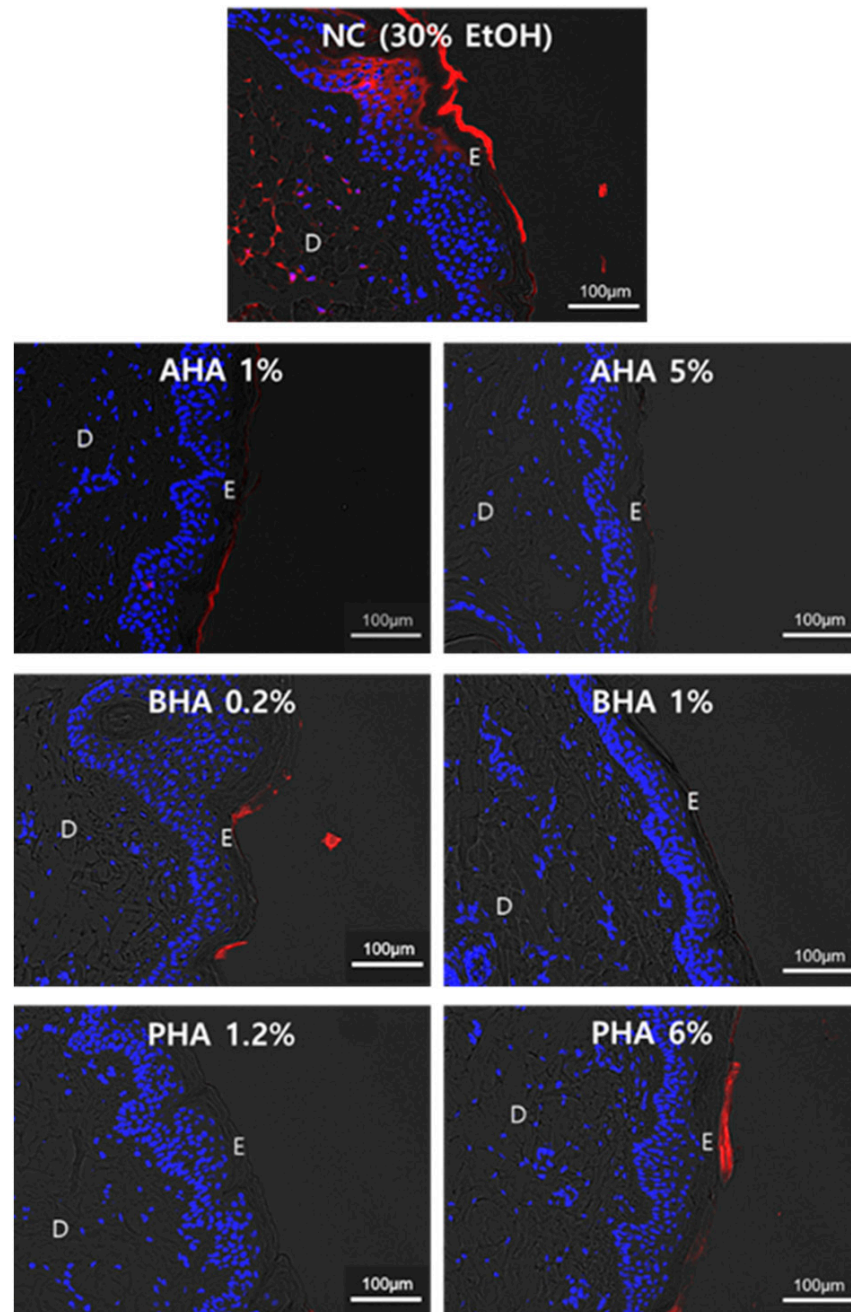 NC (30% EtOH)
E
D
100μm
AHA 1%
D
E
100μm
AHA 5%
D
E
100μm
BHA 0.2%
D
E
100μm
BHA 1%
E
D
100μm
PHA 1.2%
E
D
100μm
PHA 6%
D
E
100μm